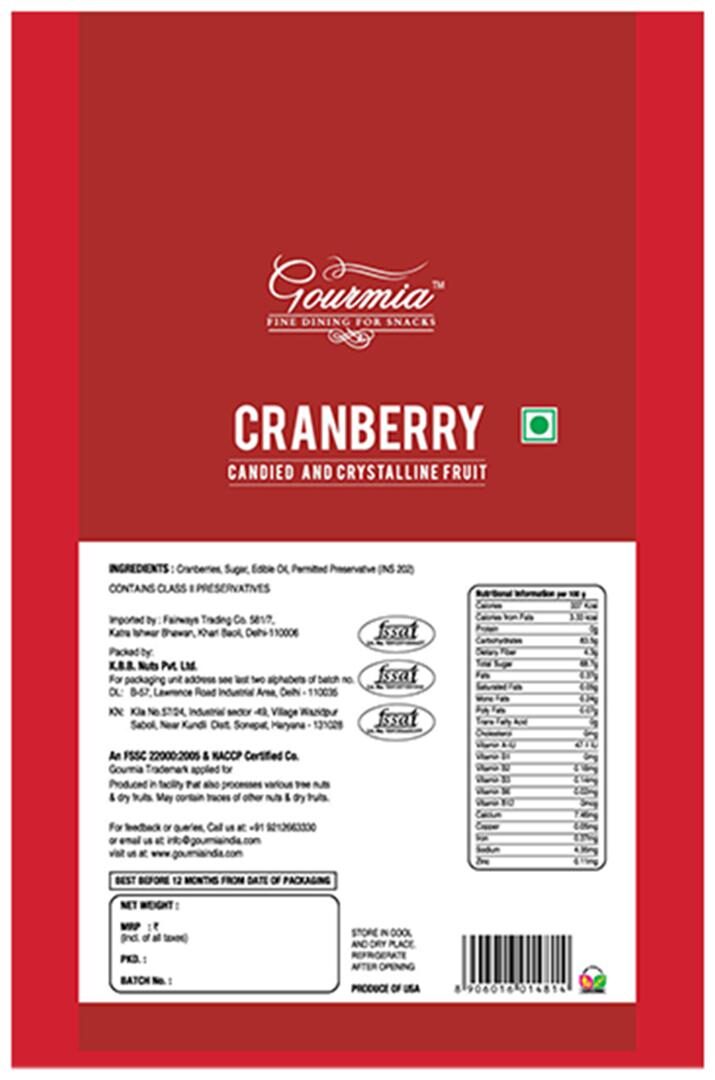 Gourmia™
FINE DINING FOR SNACKS
CRANBERRY
CANDIED AND CRYSTALLINE FRUIT
INGREDIENTS : Cranberries, Sugar, Edible Oil, Permitted Preservative (INS 202)
CONTAINS CLASS II PRESERVATIVES
Imported by : Fairways Trading Co. 581/7,
Katra Ishwar Bhawan, Khari Baoli, Delhi-110006
Packed by:
K.B.B. Nuts Pvt. Ltd.
For packaging unit address see last two alphabets of batch no.
DL: B-57, Lawrence Road Industrial Area, Delhi - 110035
KN: Kila No.57/24, Industrial sector -49, Village Wazidpur
Saboli, Near Kundli Distt. Sonepat, Haryana - 131028
fssai
fssai
fssai
An FSSC 22000:2005 & HACCP Certified Co.
Gourmia Trademark applied for
Produced in facility that also processes various tree nuts
& dry fruits. May contain traces of other nuts & dry fruits.
For feedback or queries, Call us at: +91 9212663330
or email us at: info@gourmiaindia.com
visit us at: www.gourmiaindia.com
BEST BEFORE 12 MONTHS FROM DATE OF PACKAGING
NET WEIGHT :
MRP : ₹
(Incl. of all taxes)
PKD. :
BATCH No. :
STORE IN COOL
AND DRY PLACE.
REFRIGERATE
AFTER OPENING
PRODUCE OF USA
Nutritional Information per 100 g
Calories 337 Kcal
Calories from Fats 3.33 kcal
Protein 0g
Carbohydrates 83.5g
Dietary Fiber 4.3g
Total Sugar 68.7g
Fats 0.37g
Saturated Fats 0.05g
Mono Fats 0.24g
Poly Fats 0.07g
Trans Fatty Acid 0g
Cholesterol 0mg
Vitamin A-IU 47.1 IU
Vitamin B1 0mg
Vitamin B2 0.16mg
Vitamin B3 0.14mg
Vitamin B6 0.02mg
Vitamin B12 0mcg
Calcium 7.46mg
Copper 0.05mg
Iron 0.37mg
Sodium 4.35mg
Zinc 0.11mg
8 906016 014814